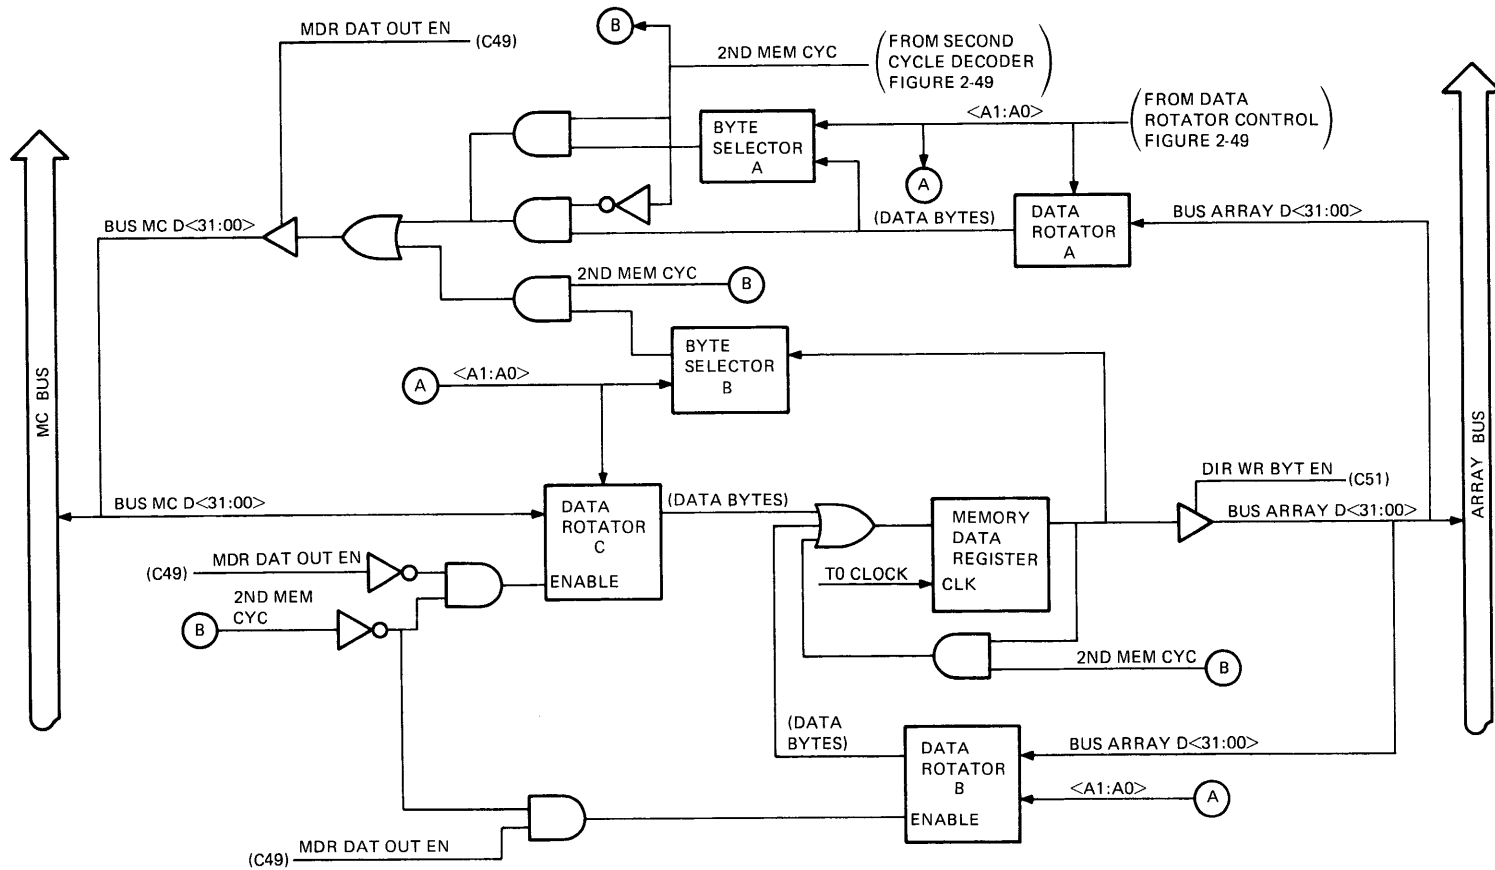 MDR DAT OUT EN
(C49)
B
2ND MEM CYC
(FROM SECOND
CYCLE DECODER
FIGURE 2-49)
<A1:A0>
(FROM DATA
ROTATOR CONTROL
FIGURE 2-49)
BYTE
SELECTOR
A
A
(DATA BYTES)
DATA
ROTATOR
A
BUS ARRAY D<31:00>
BUS MC D<31:00>
2ND MEM CYC
B
BYTE
SELECTOR
B
A
<A1:A0>
MC BUS
ARRAY BUS
BUS MC D<31:00>
DATA
ROTATOR
C
ENABLE
(DATA BYTES)
MEMORY
DATA
REGISTER
CLK
T0 CLOCK
DIR WR BYT EN
(C51)
BUS ARRAY D<31:00>
(C49)
MDR DAT OUT EN
B
2ND MEM
CYC
2ND MEM CYC
B
(DATA
BYTES)
DATA
ROTATOR
B
ENABLE
BUS ARRAY D<31:00>
<A1:A0>
A
(C49)
MDR DAT OUT EN